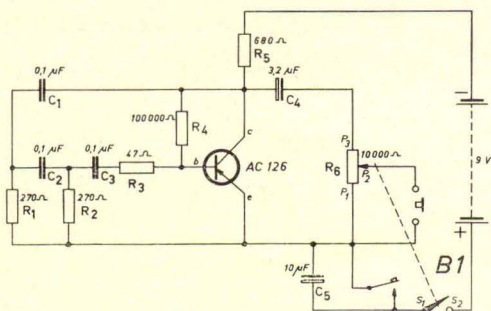 680 Ω
R5
0,1 µF
C1
3,2 µF
C4
100 000 Ω
R4
c
0,1 µF
C2
0,1 µF
C3
47 Ω
R3
b
AC 126
e
P3
10 000 Ω
R6
P2
P1
−
9 V
+
270 Ω
R1
270 Ω
R2
10 µF
C5
B1
S1
S2